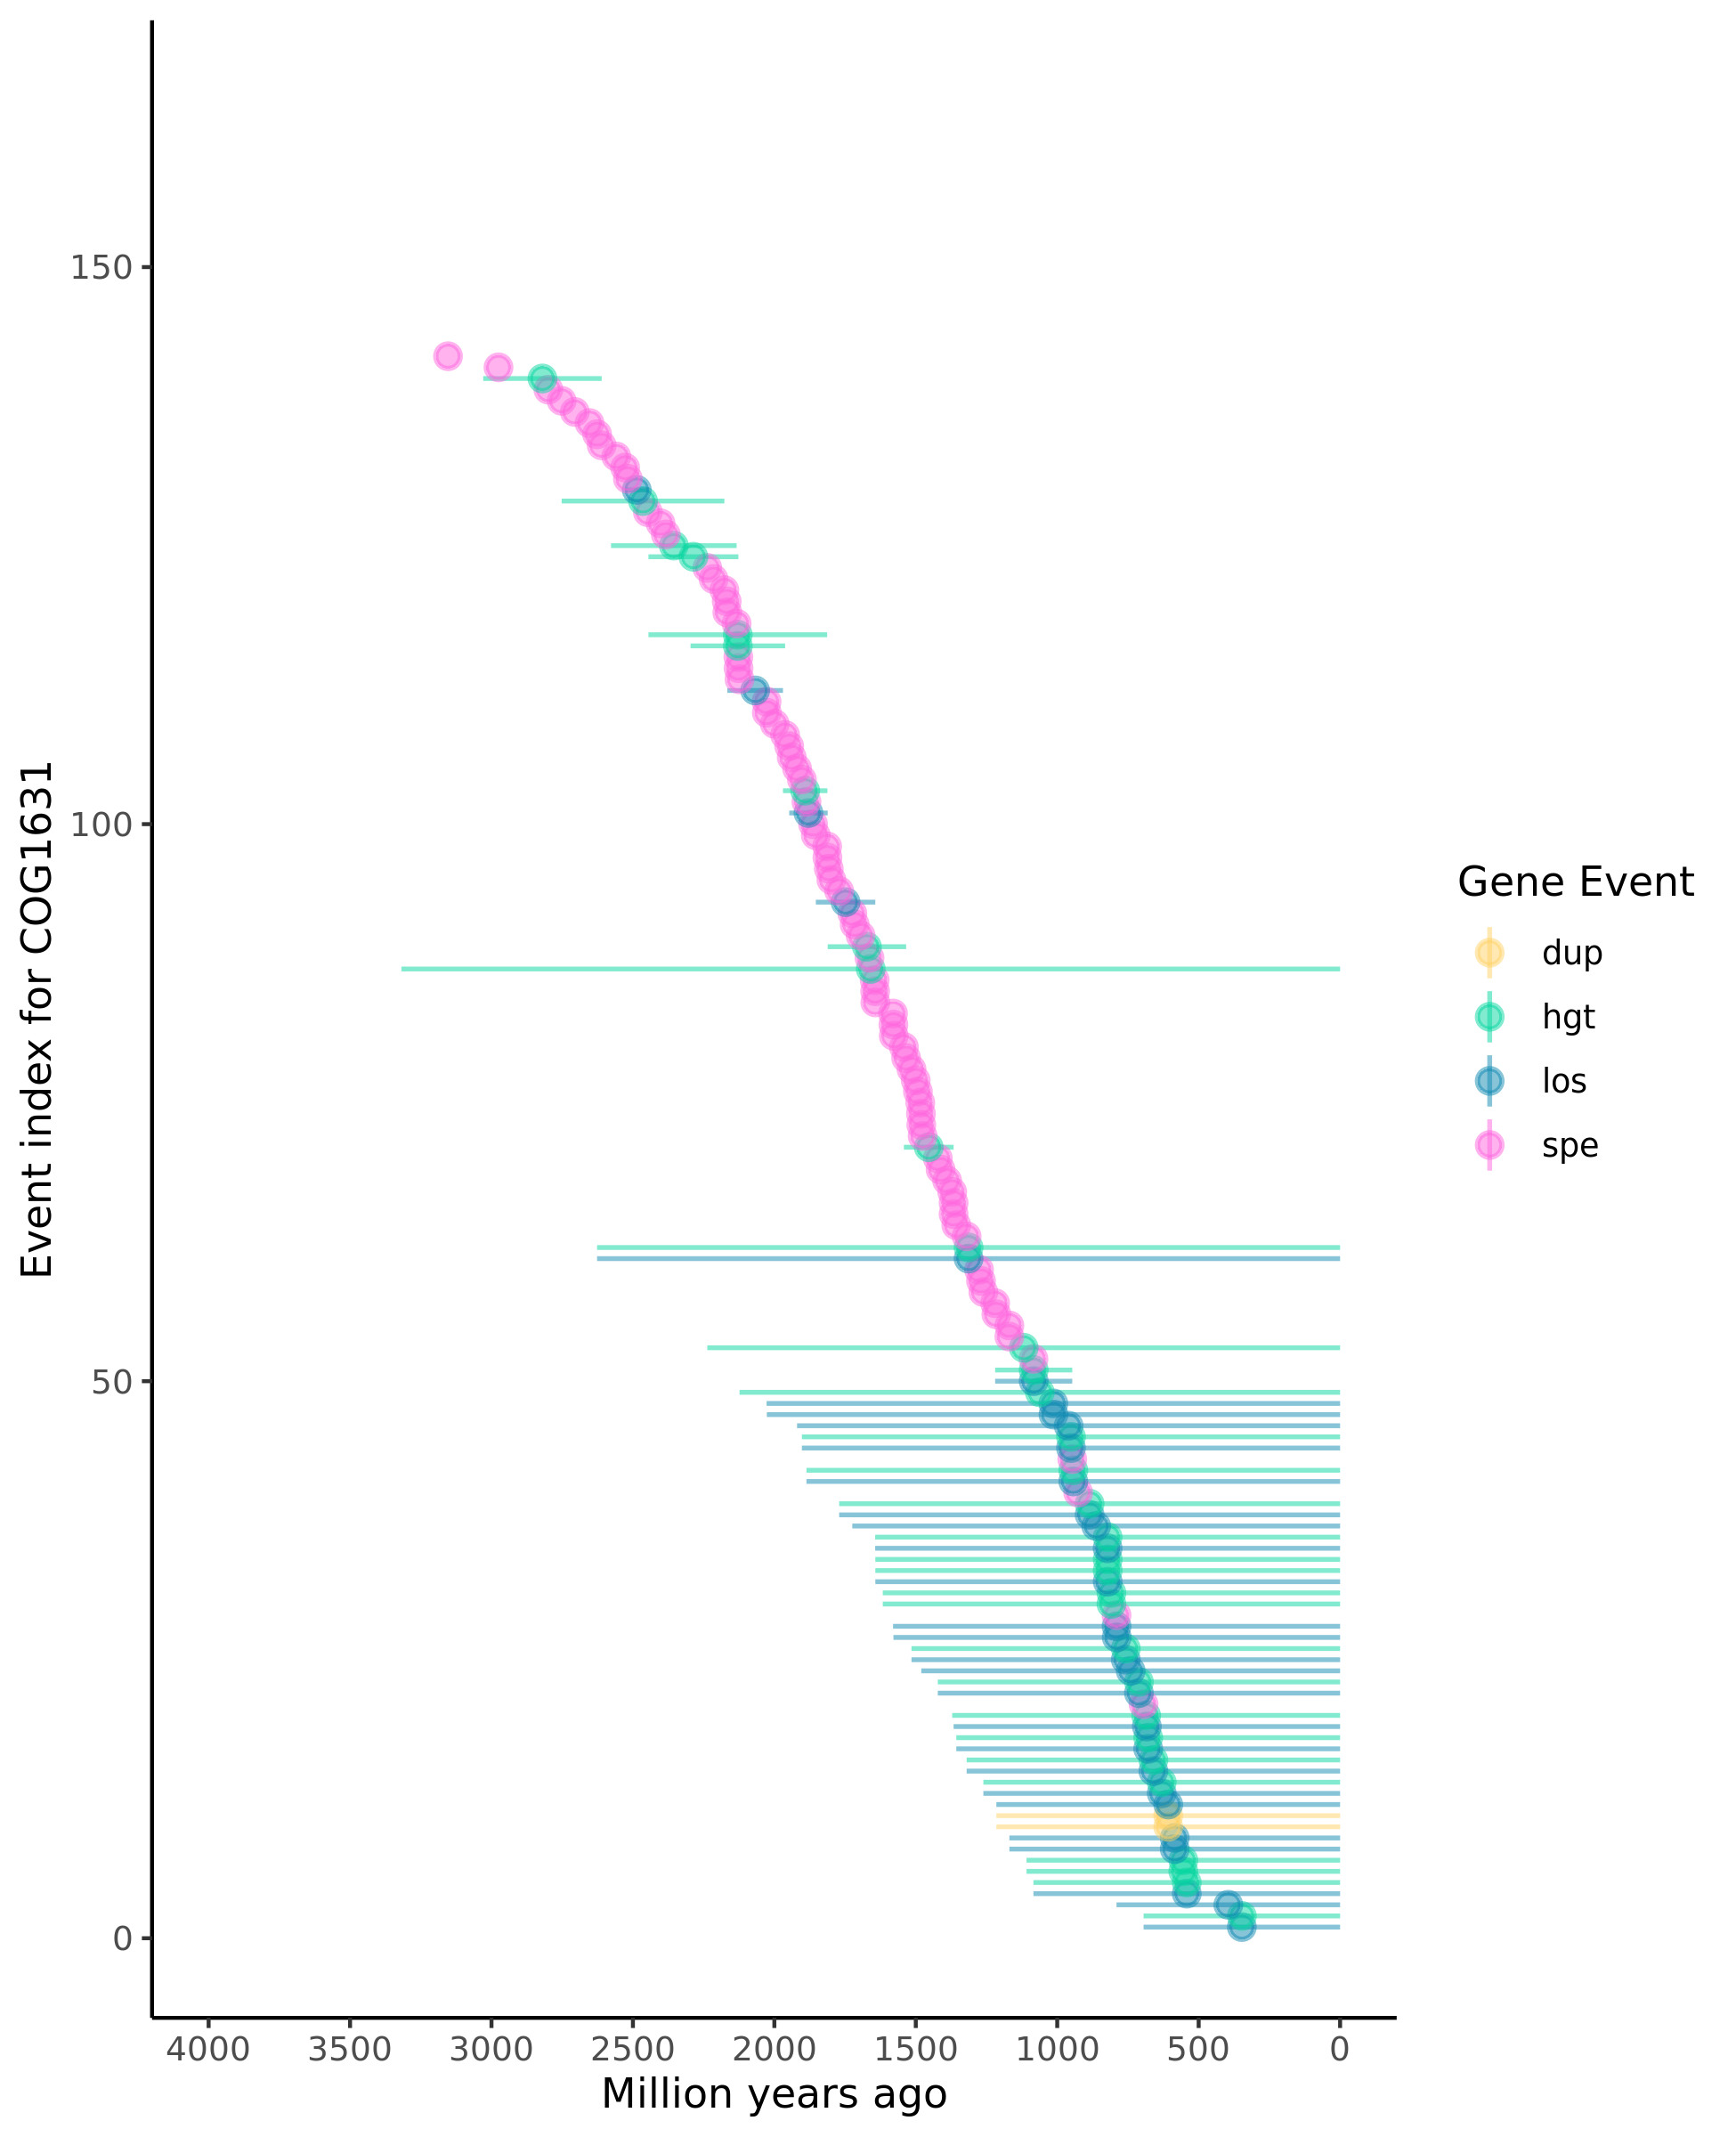 Event index for COG1631
150
100
50
0
4000 3500 3000 2500 2000 1500 1000 500 0
Million years ago
Gene Event
dup
hgt
los
spe